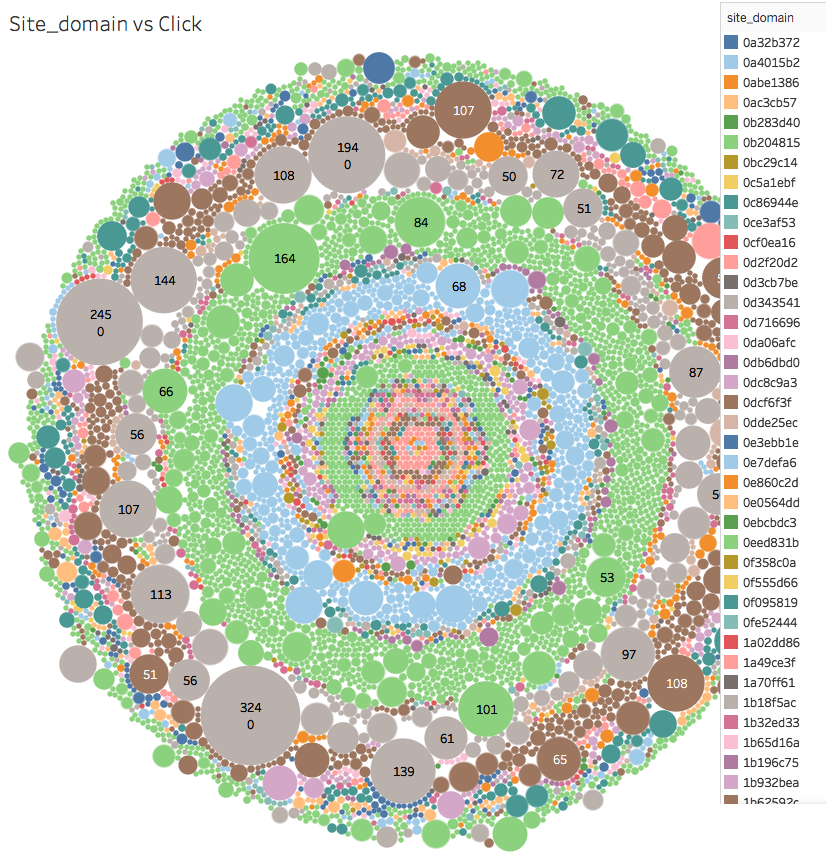 Site_domain vs Click
site_domain
0a32b372
0a4015b2
0abe1386
0ac3cb57
0b283d40
0b204815
0bc29c14
0c5a1ebf
0c86944e
0ce3af53
0cf0ea16
0d2f20d2
0d3cb7be
0d343541
0d716696
0da06afc
0db6dbd0
0dc8c9a3
0dcf6f3f
0dde25ec
0e3ebb1e
0e7defa6
0e860c2d
0e0564dd
0ebcbdc3
0eed831b
0f358c0a
0f555d66
0f095819
0fe52444
1a02dd86
1a49ce3f
1a70ff61
1b18f5ac
1b32ed33
1b65d16a
1b196c75
1b932bea
107
194
0
108
50
72
51
84
164
144
68
245
0
87
66
56
5
107
53
113
97
51
56
108
324
0
101
61
65
139